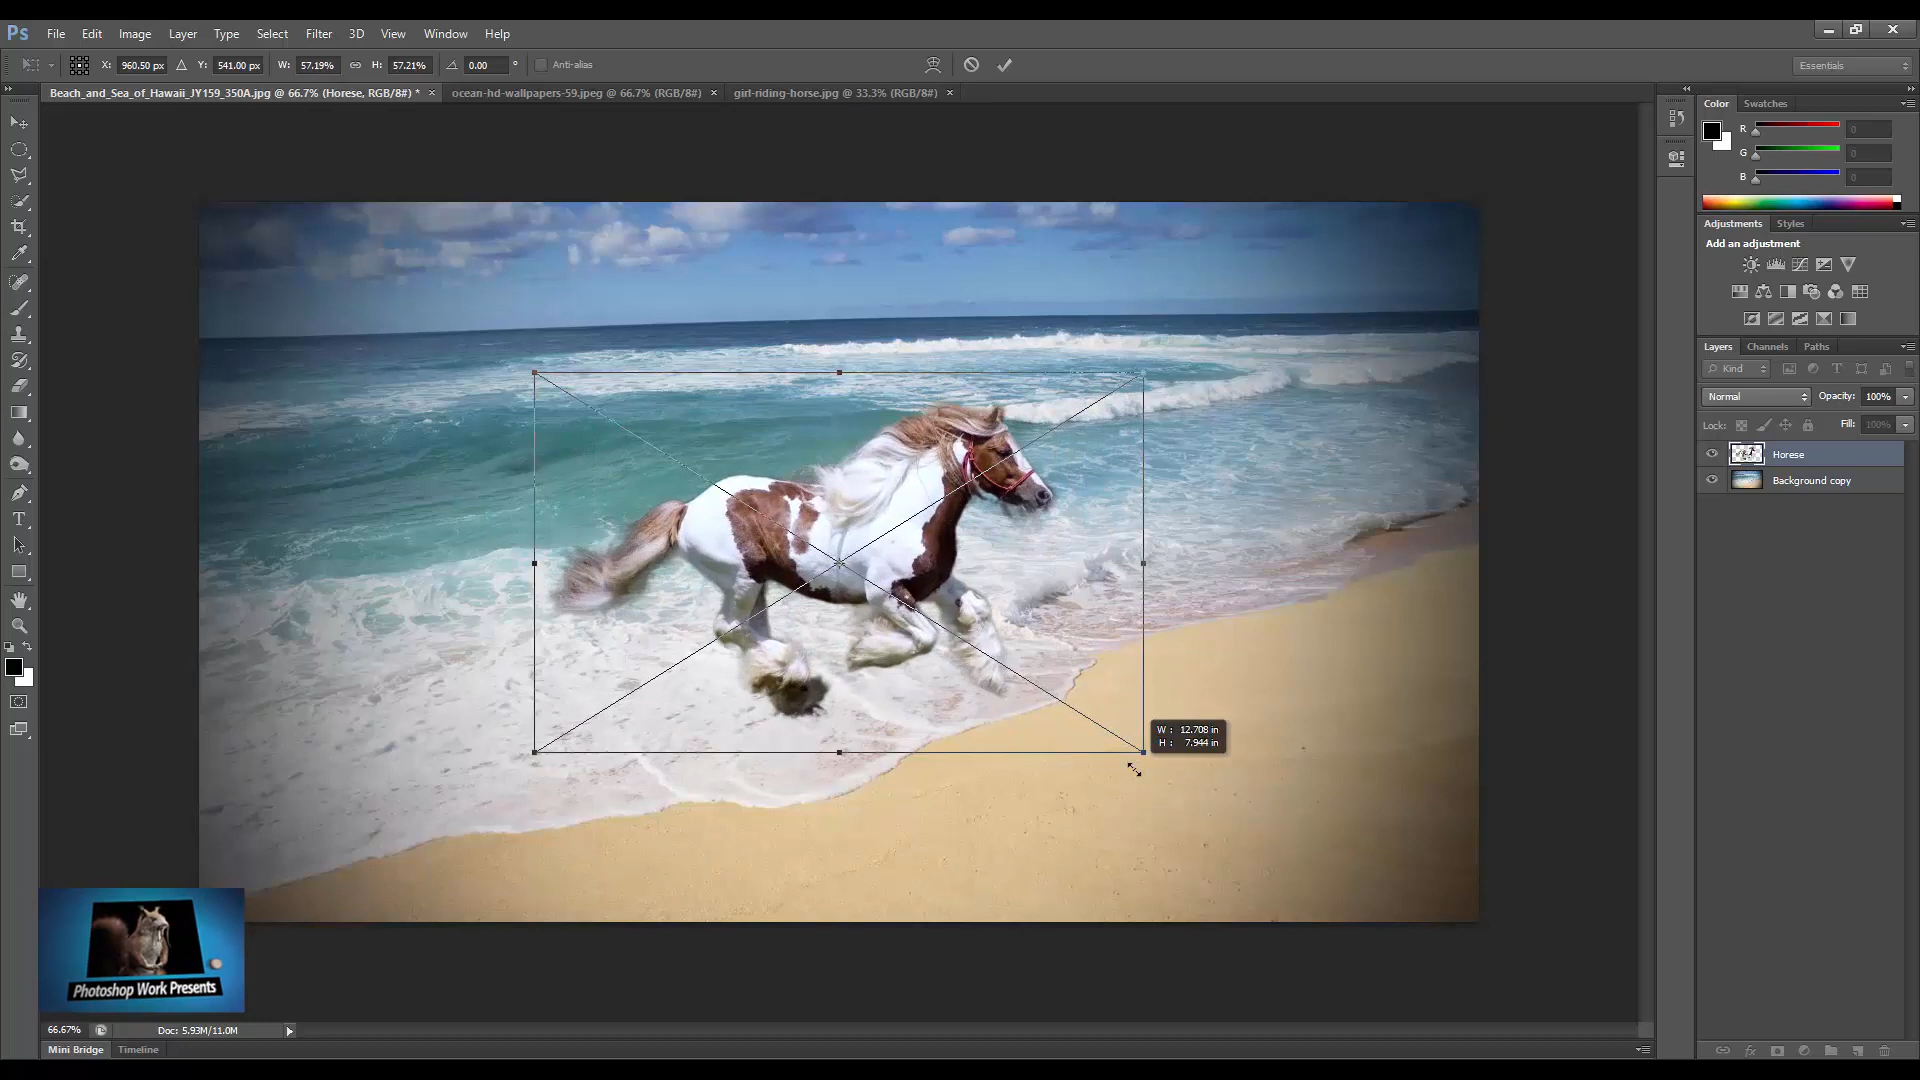 Ps File Edit Image Layer Type Select Filter 3D View Window Help
X: 960.50 px Y: 541.00 px W: 57.19% H: 57.21% 0.00 ° Anti-alias Essentials
Beach_and_Sea_of_Hawaii_JY159_350A.jpg @ 66.7% (Horese, RGB/8#) * × ocean-hd-wallpapers-59.jpeg @ 66.7% (RGB/8#) × girl-riding-horse.jpg @ 33.3% (RGB/8#) ×
Color Swatches
R 0
G 0
B 0
Adjustments Styles
Add an adjustment
Layers Channels Paths
Kind
Normal Opacity: 100%
Lock: Fill: 100%
Horese
Background copy
W : 12.708 in
H : 7.944 in
Photoshop Work Presents
66.67% Doc: 5.93M/11.0M
Mini Bridge Timeline